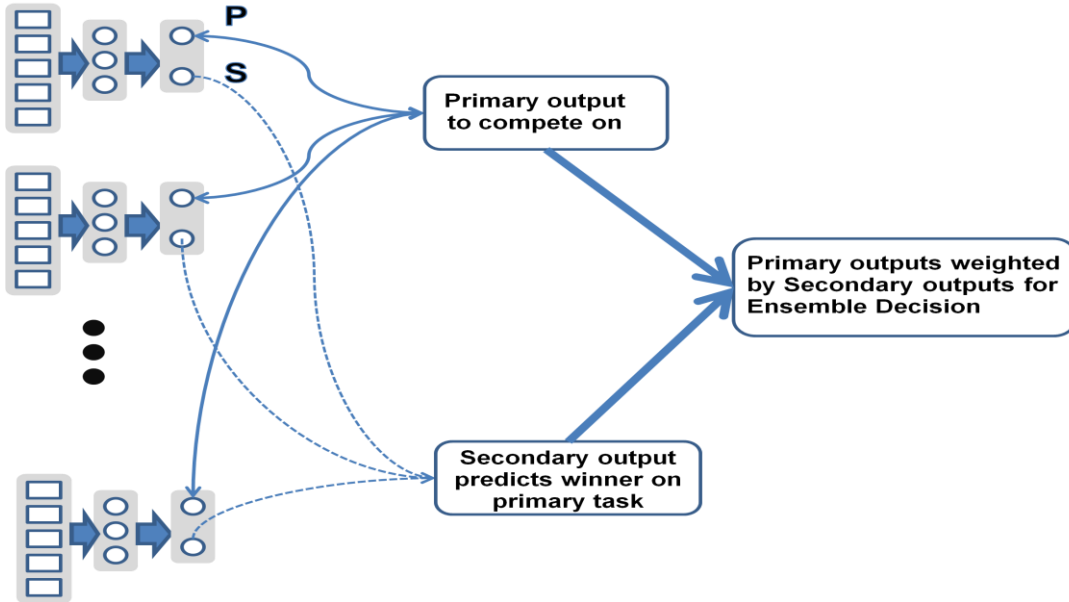 P
S
Primary output
to compete on
Primary outputs weighted
by Secondary outputs for
Ensemble Decision
Secondary output
predicts winner on
primary task